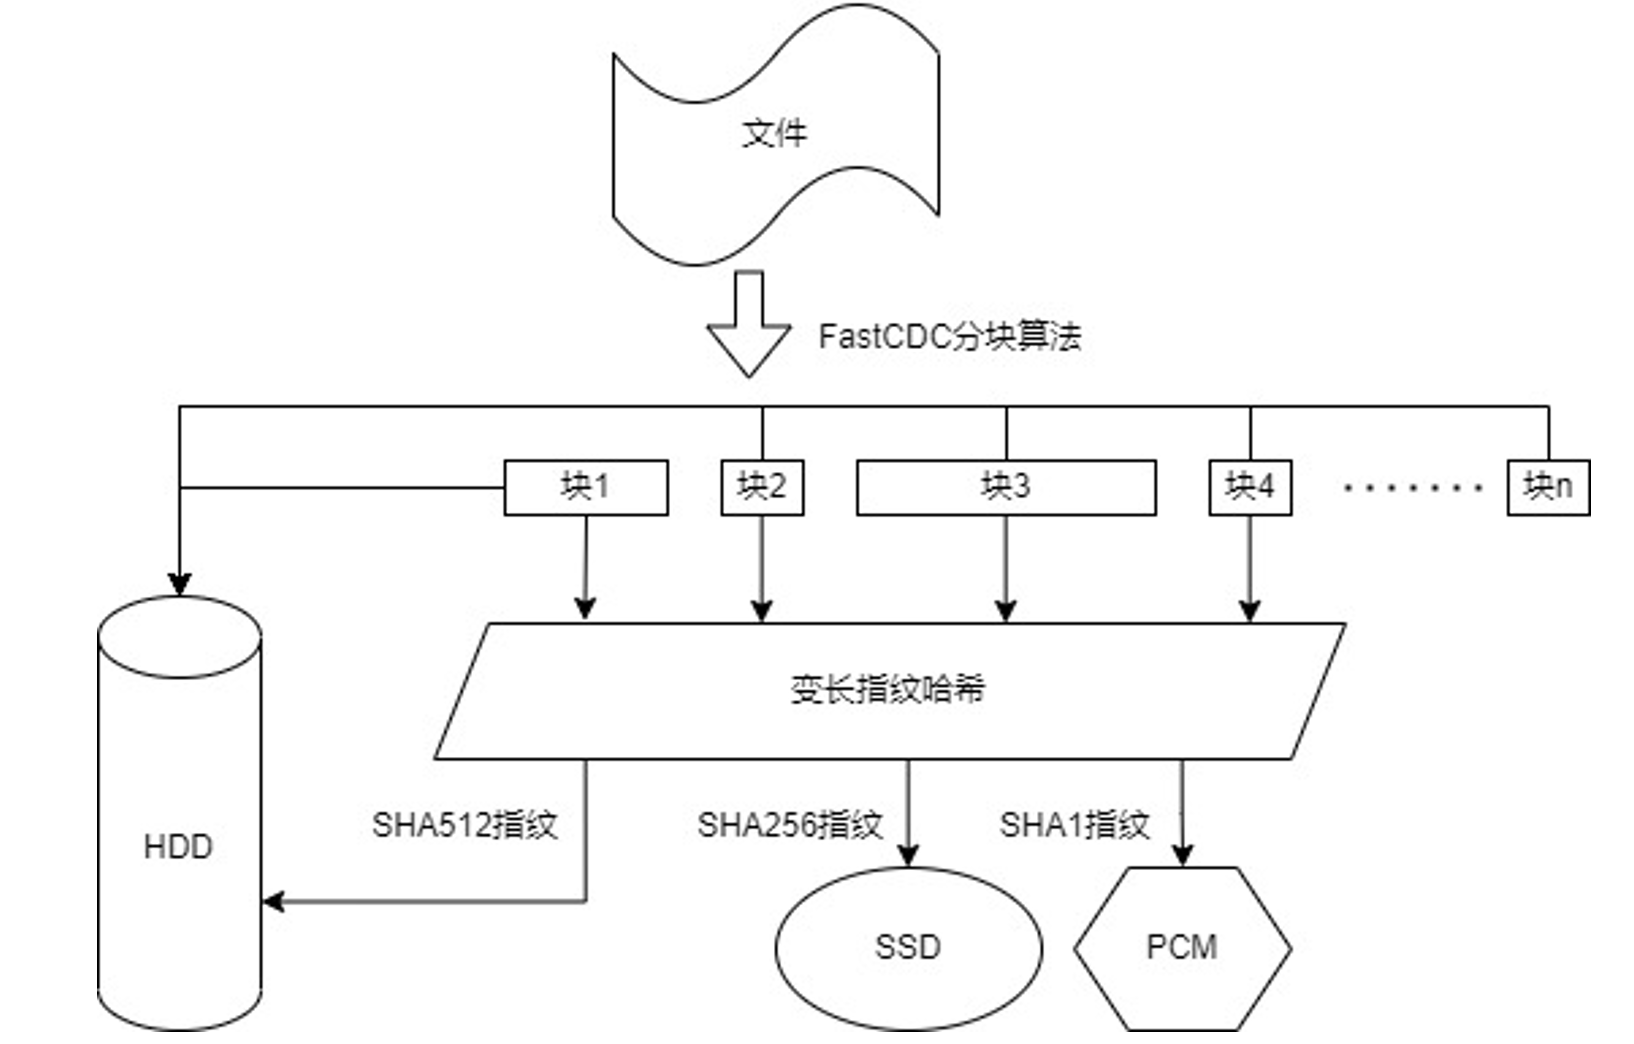 文件
FastCDC分块算法
块1
块2
块3
块4
·······
块n
变长指纹哈希
SHA512指纹
SHA256指纹
SHA1指纹
HDD
SSD
PCM